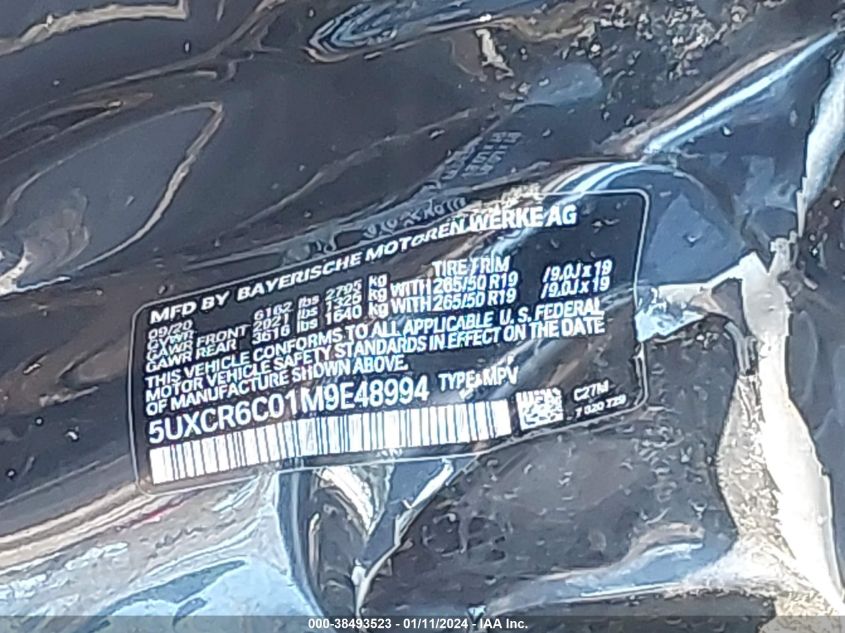 MFD BY BAYERISCHE MOTOREN WERKE AG
09/20 TIRE TRIM
GVWR 6162 lbs 2795 kg
GAWR FRONT 2921 lbs 1325 kg WITH 265/50 R19 /9.0J x 19
GAWR REAR 3616 lbs 1640 kg WITH 265/50 R19 /9.0J x 19
THIS VEHICLE CONFORMS TO ALL APPLICABLE U.S. FEDERAL
MOTOR VEHICLE SAFETY STANDARDS IN EFFECT ON THE DATE
OF MANUFACTURE SHOWN ABOVE.
5UXCR6C01M9E48994 TYPE: MPV
C27M
7 320 729
000-38493523 - 01/11/2024 - IAA Inc.